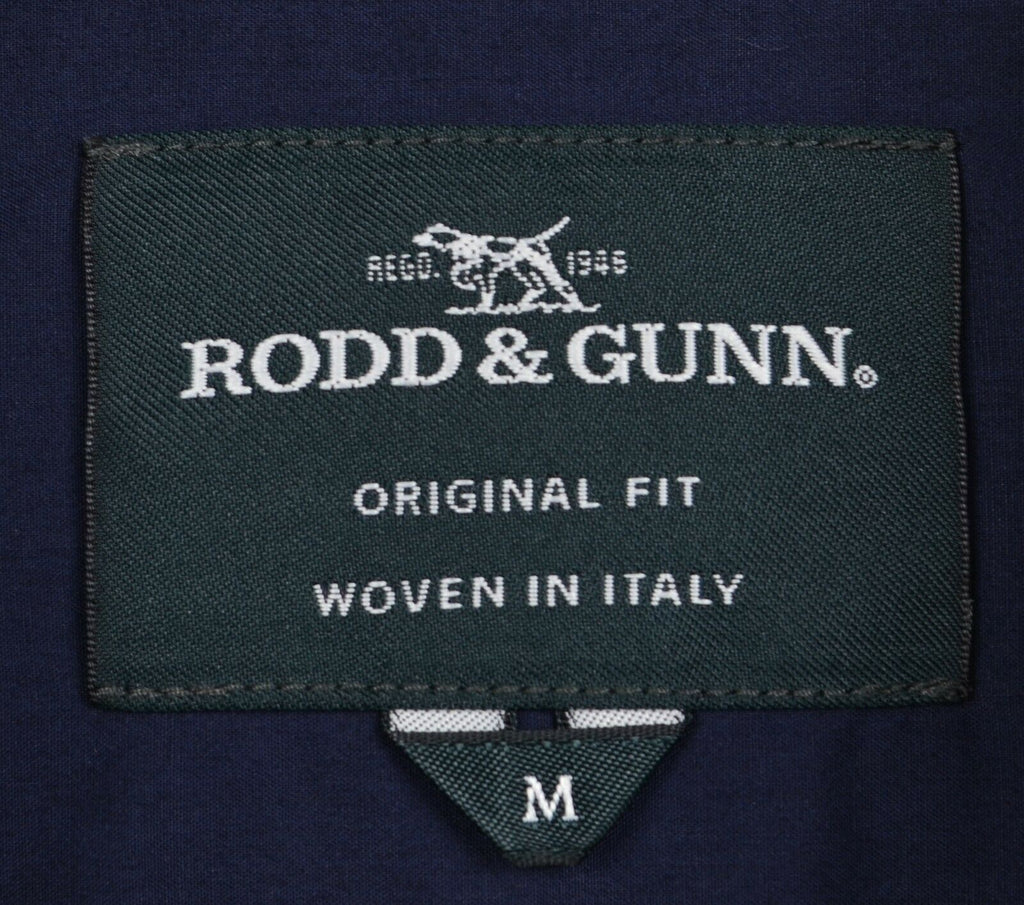 REGD. 1946
RODD & GUNN®
ORIGINAL FIT
WOVEN IN ITALY
M